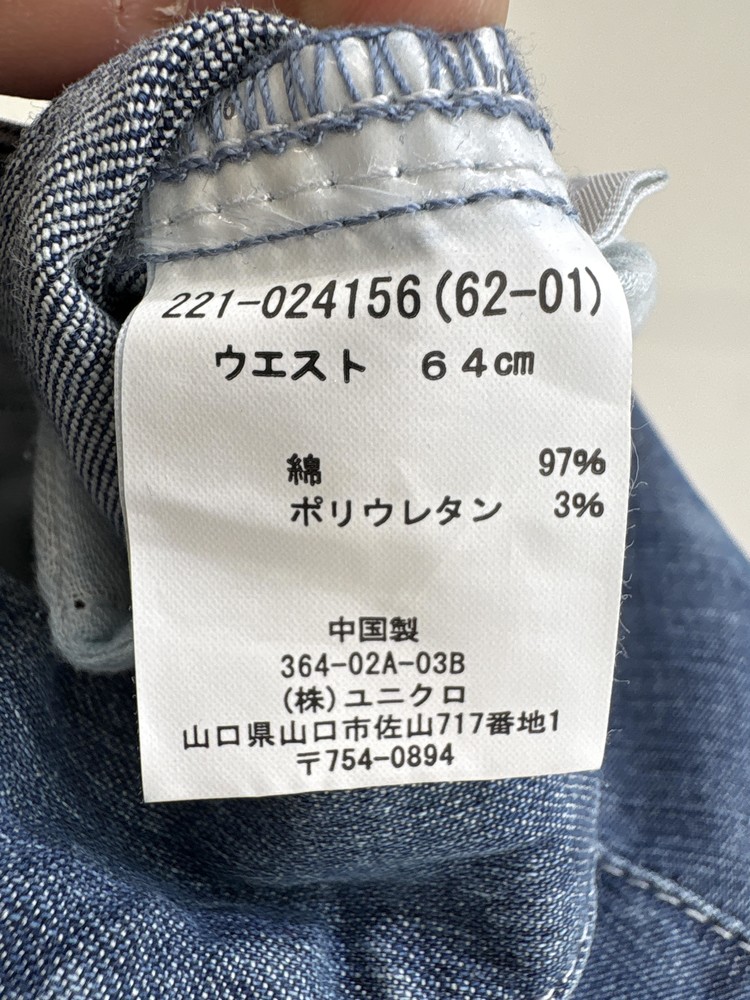 221-024156(62-01)
ウエスト 64cm
綿 97%
ポリウレタン 3%
中国製
364-02A-03B
(株)ユニクロ
山口県山口市佐山717番地1
〒754-0894